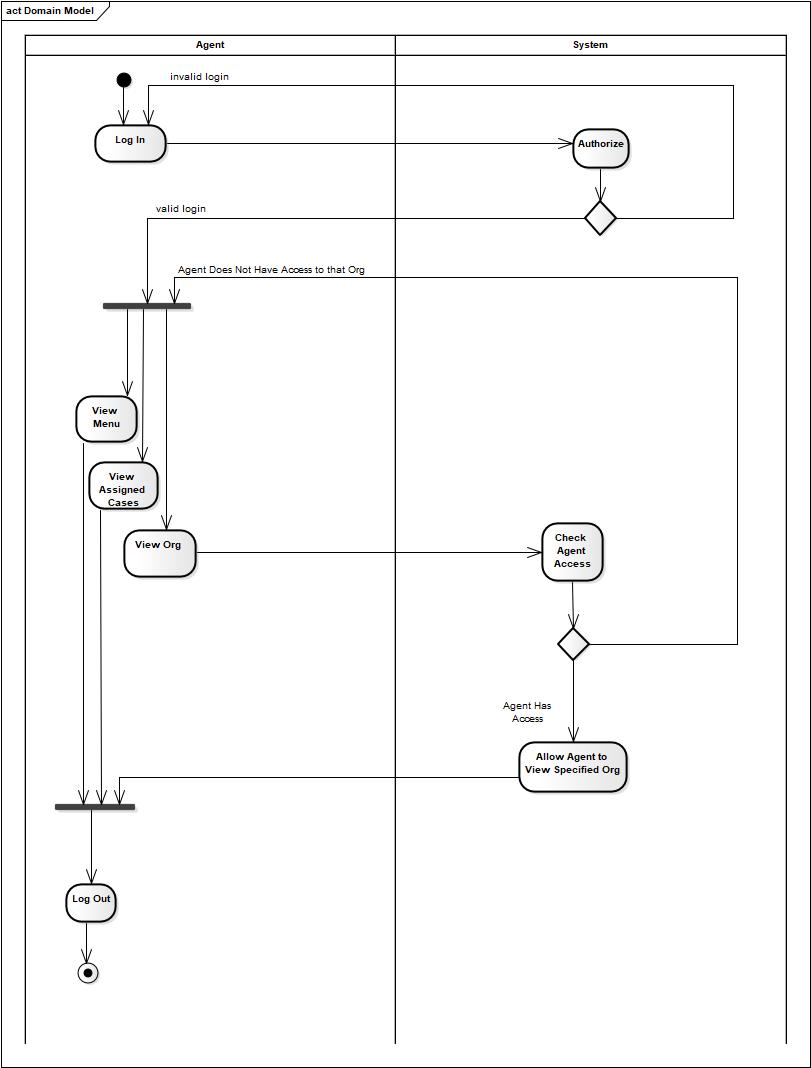 act Domain Model
Agent
System
invalid login
Log In
Authorize
valid login
Agent Does Not Have Access to that Org
View
Menu
View
Assigned
Cases
View Org
Check
Agent
Access
Agent Has
Access
Allow Agent to
View Specified Org
Log Out